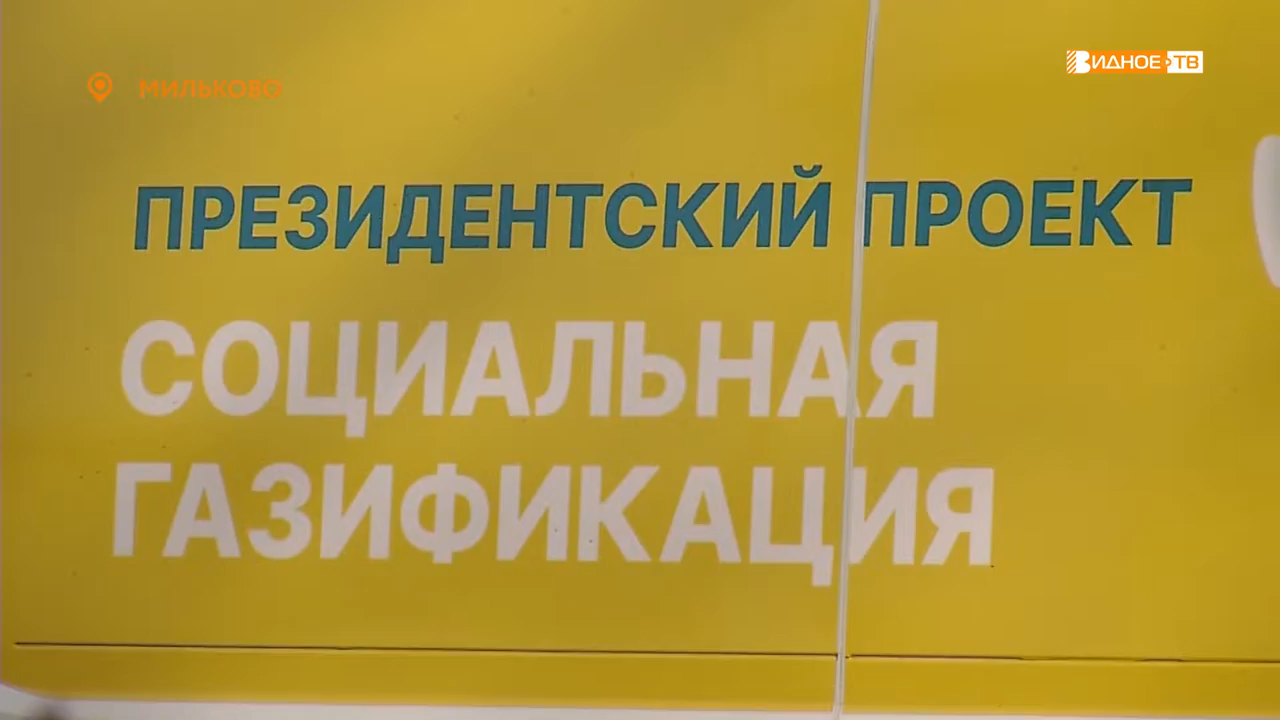 МИЛЬКОВО
ВИДНОЕ ТВ
ПРЕЗИДЕНТСКИЙ ПРОЕКТ
СОЦИАЛЬНАЯ
ГАЗИФИКАЦИЯ